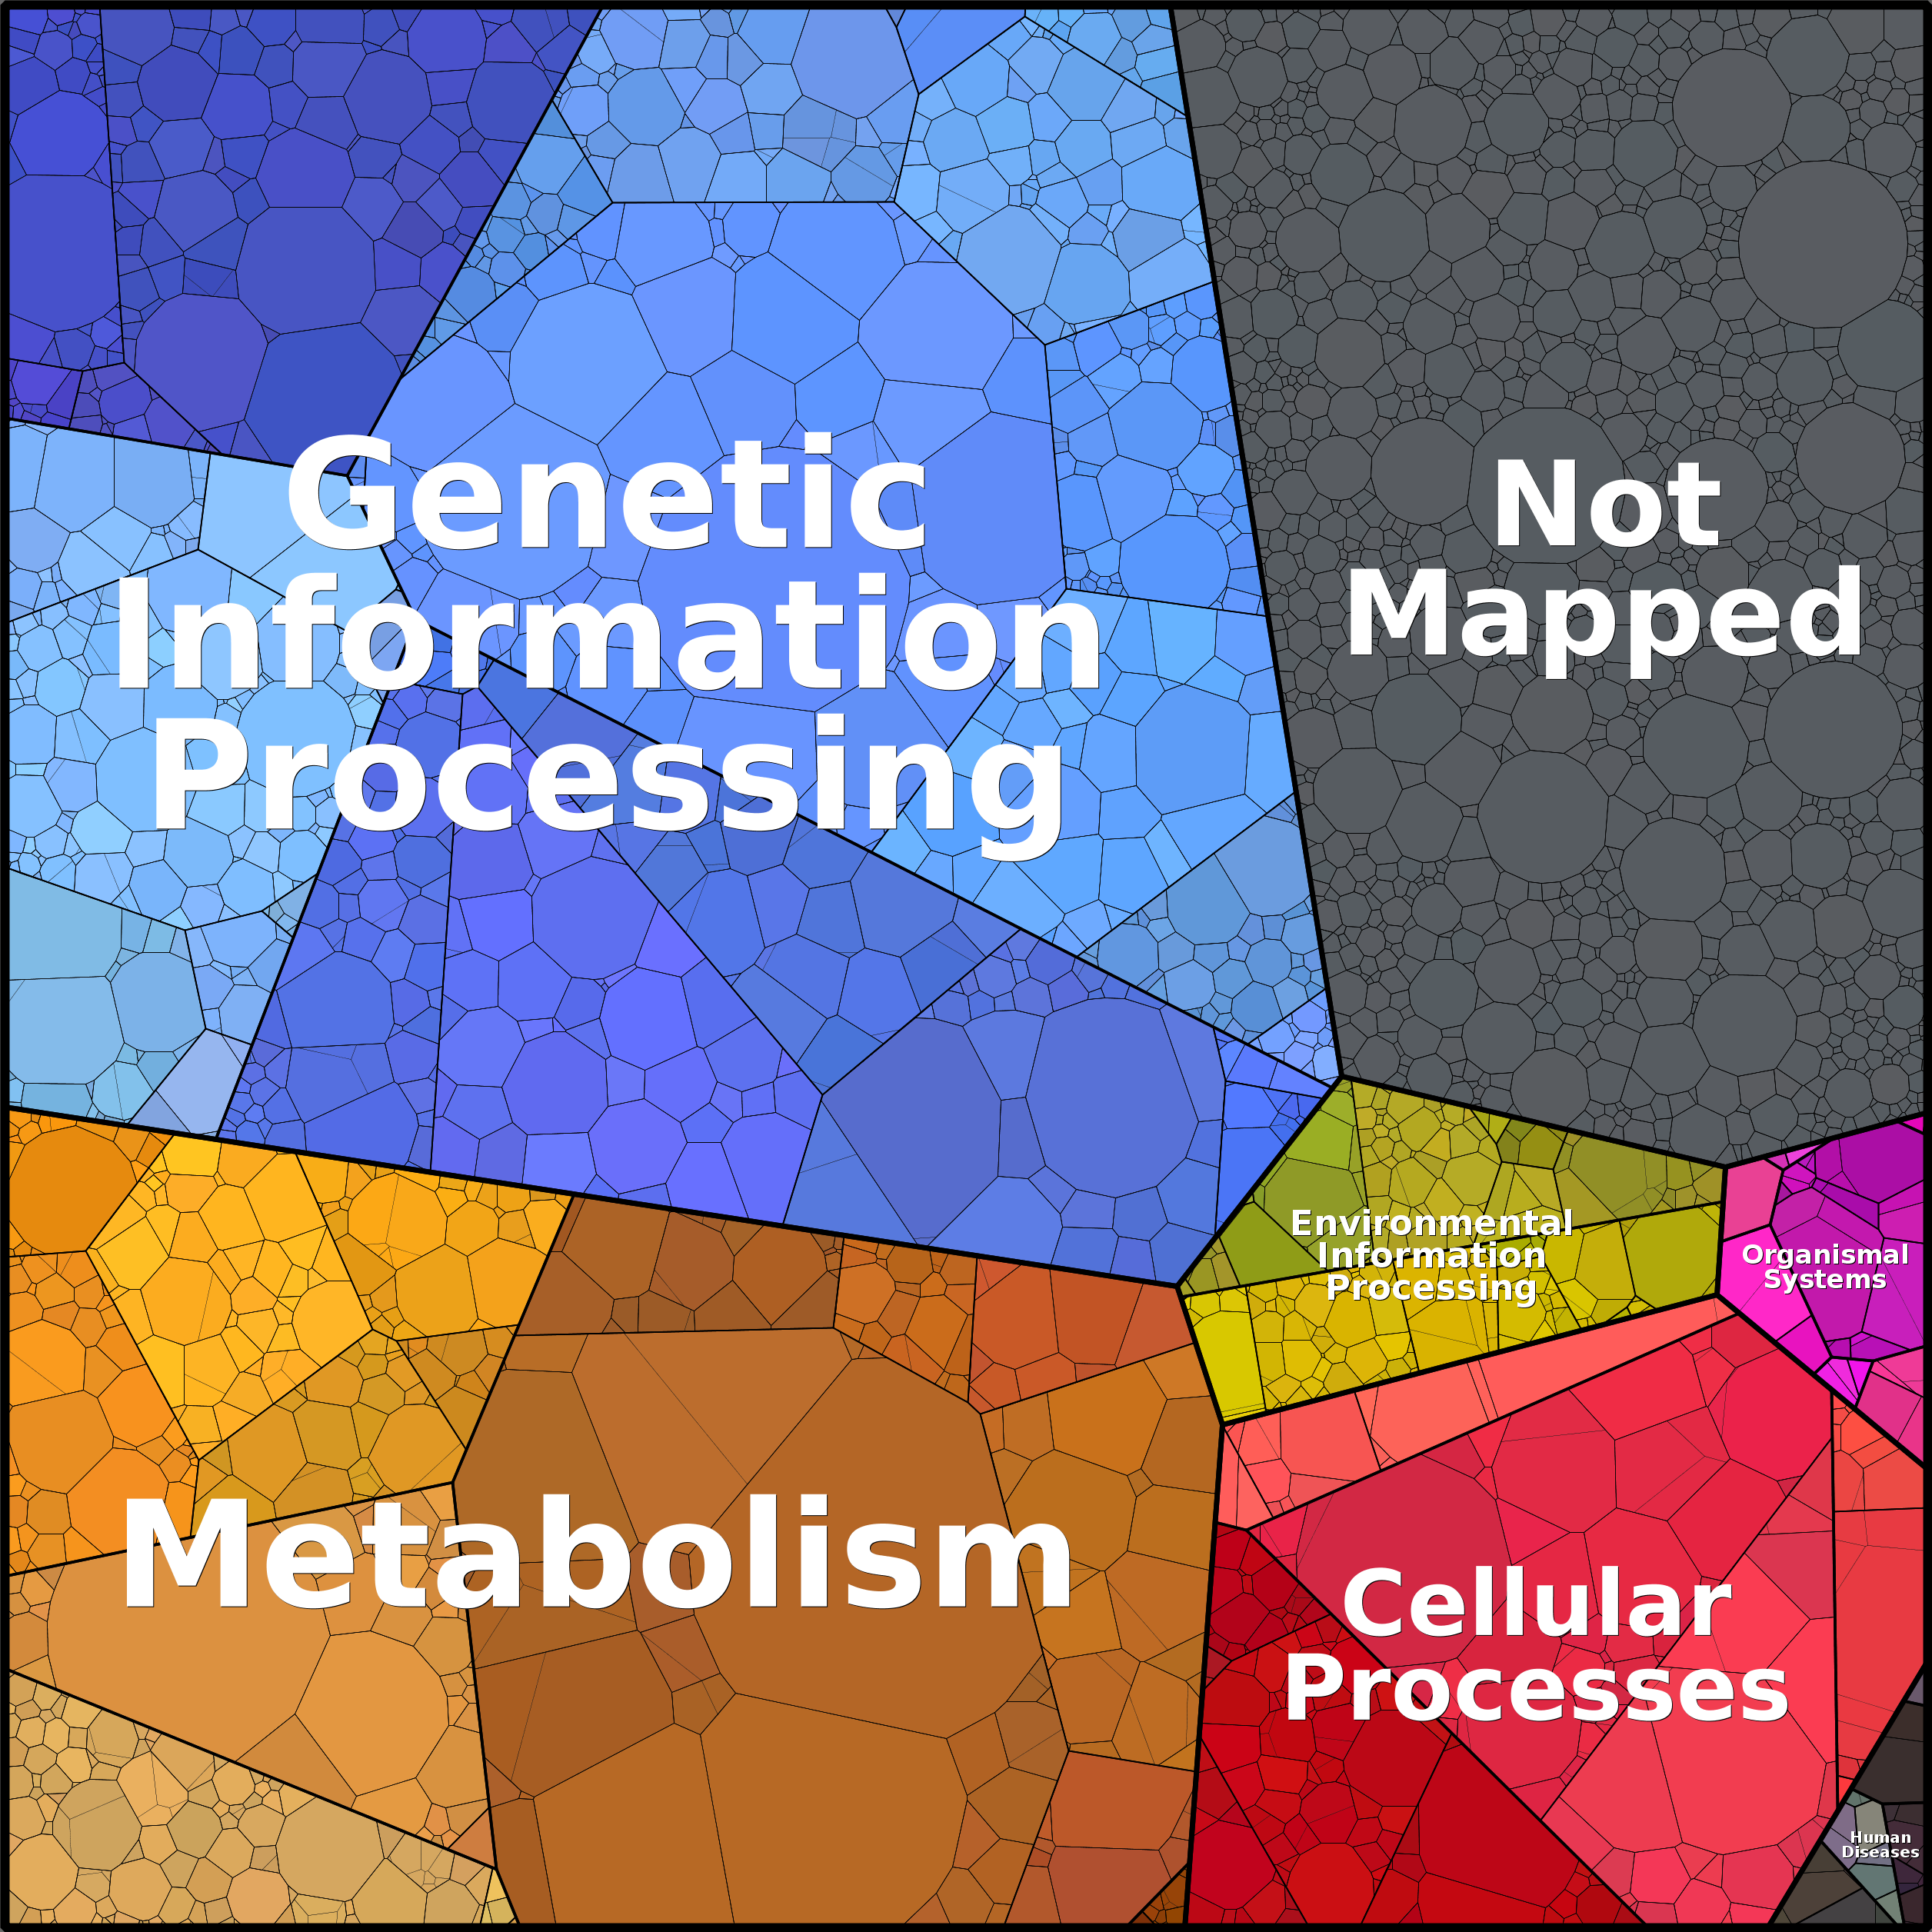 Genetic
Information
Processing
Not
Mapped
Environmental
Information
Processing
Organismal
Systems
Metabolism
Cellular
Processes
Human
Diseases